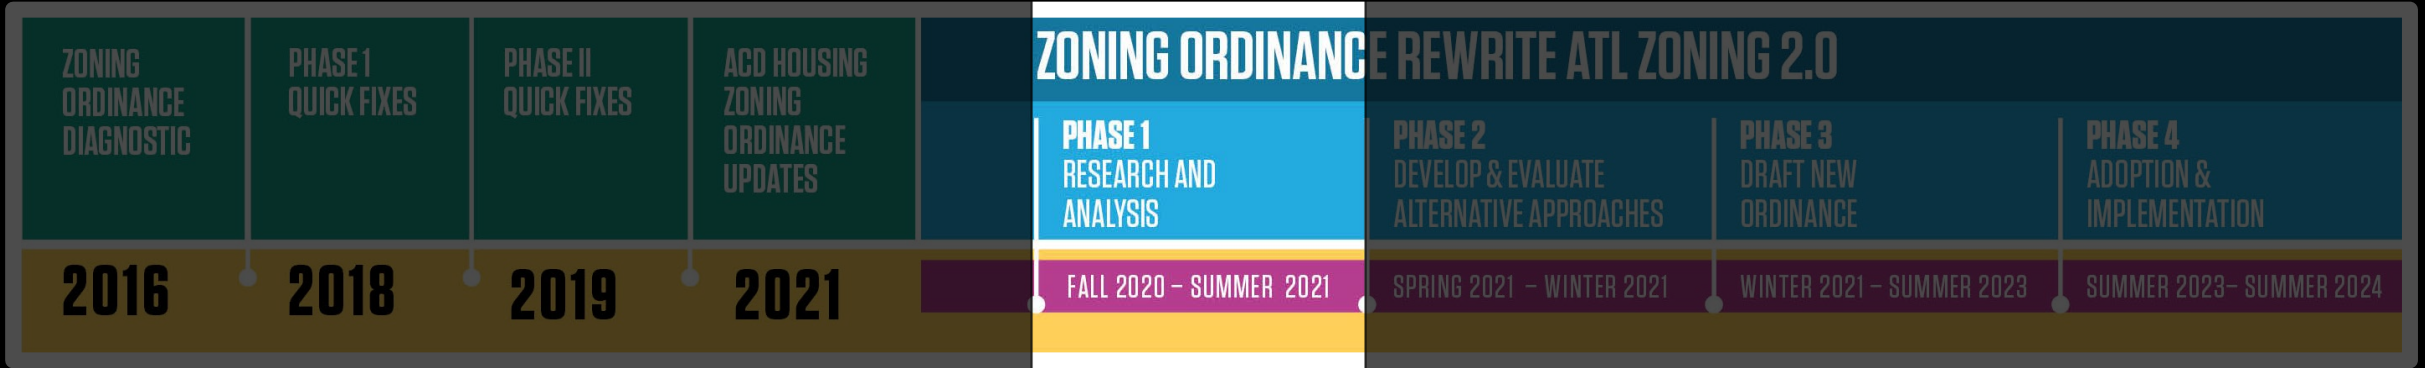 ZONING
ORDINANCE
DIAGNOSTIC
2016
PHASE 1
QUICK FIXES
2018
PHASE II
QUICK FIXES
2019
ACD HOUSING
ZONING
ORDINANCE
UPDATES
2021
ZONING ORDINANCE REWRITE ATL ZONING 2.0
PHASE 1
RESEARCH AND
ANALYSIS
FALL 2020 – SUMMER 2021
PHASE 2
DEVELOP & EVALUATE
ALTERNATIVE APPROACHES
SPRING 2021 – WINTER 2021
PHASE 3
DRAFT NEW
ORDINANCE
WINTER 2021 – SUMMER 2023
PHASE 4
ADOPTION &
IMPLEMENTATION
SUMMER 2023– SUMMER 2024